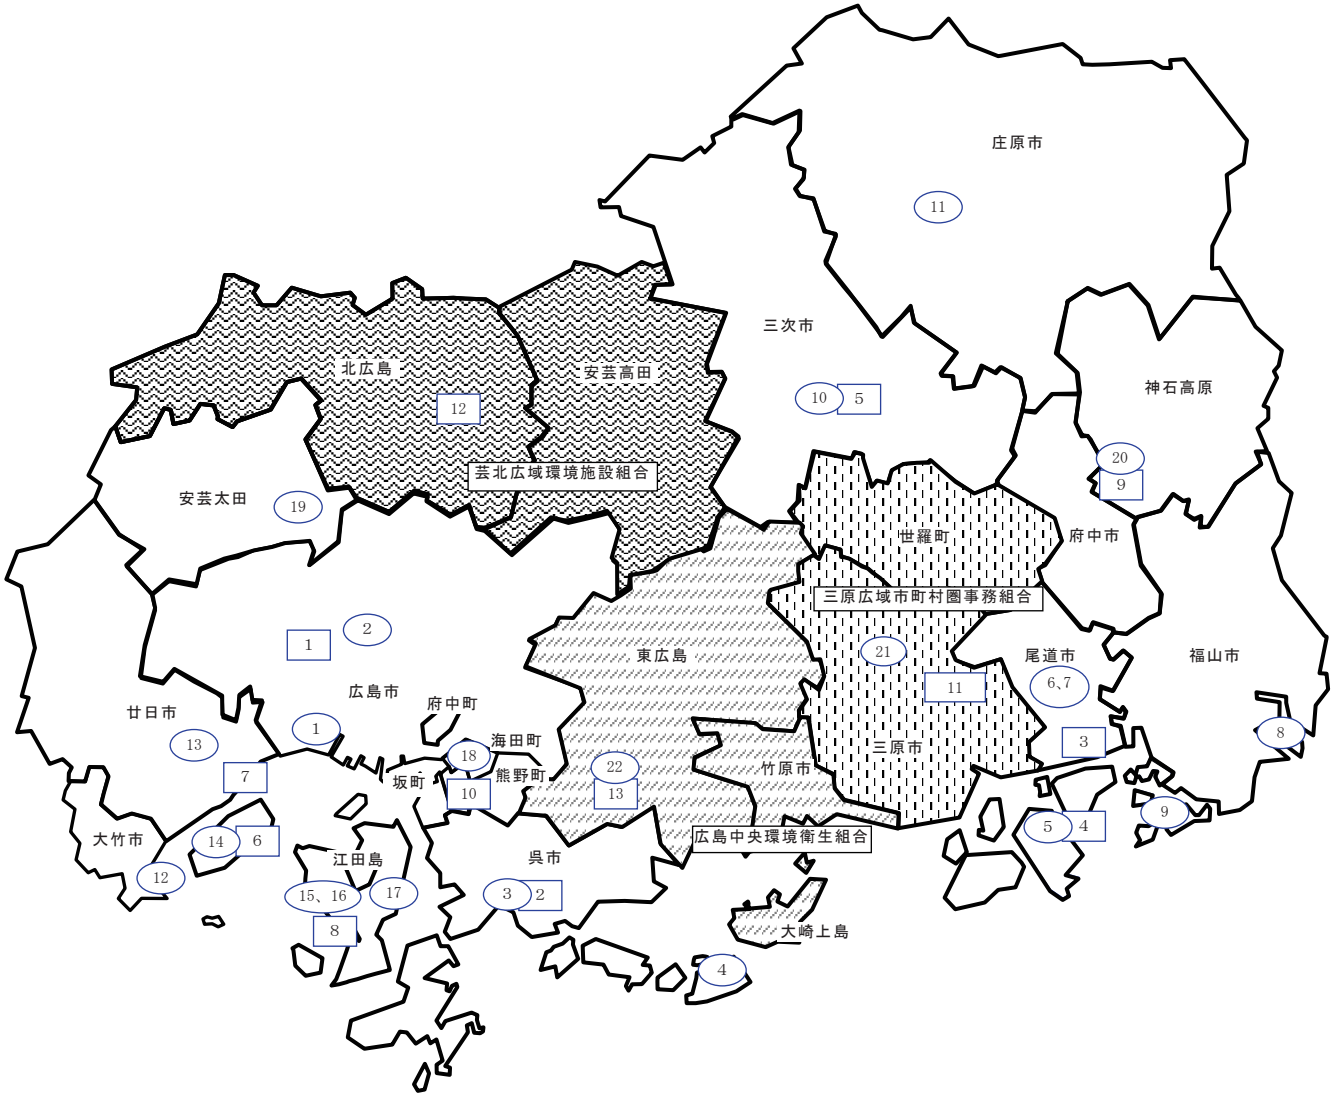 庄原市
11
三次市
北広島
安芸高田
神石高原
10
5
12
20
芸北広域環境施設組合
9
安芸太田
19
世羅町
府中市
三原広域市町村圏事務組合
2
1
21
東広島
尾道市
福山市
6、7
11
広島市
府中町
廿日市
1
8
13
海田町
3
三原市
18
22
竹原市
7
坂町
熊野町
10
13
9
5
4
大竹市
14
6
広島中央環境衛生組合
江田島
呉市
12
15、16
17
3
2
8
大崎上島
4